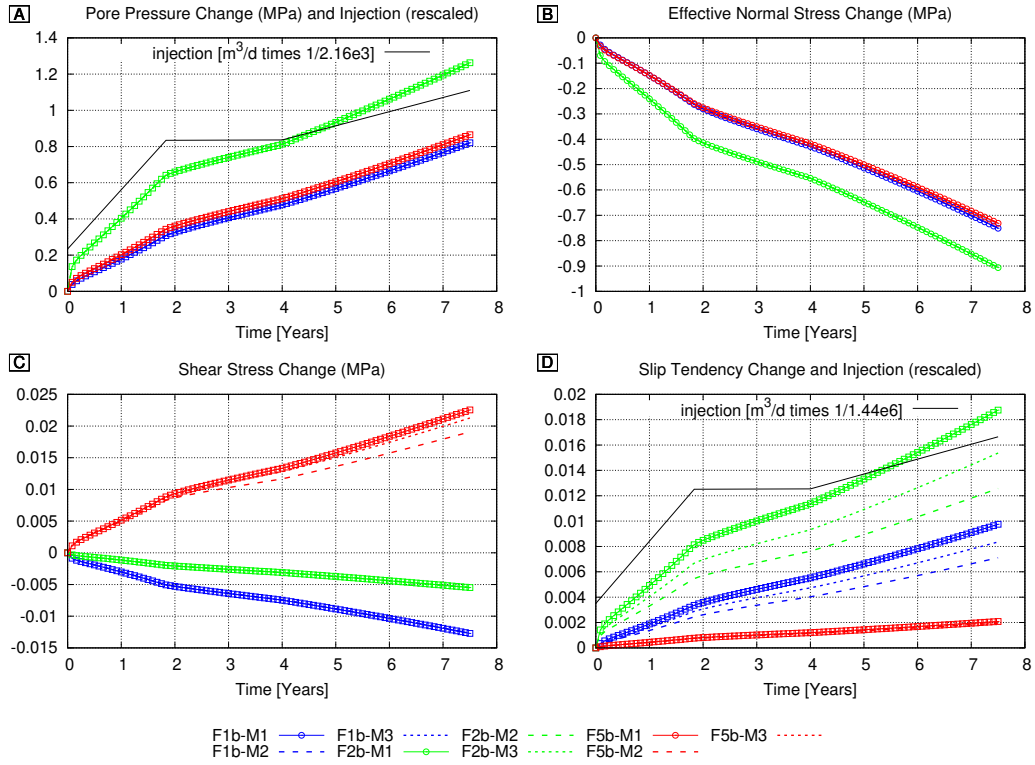 A
Pore Pressure Change (MPa) and Injection (rescaled)
injection [m³/d times 1/2.16e3]
1.4
1.2
1
0.8
0.6
0.4
0.2
0
0 1 2 3 4 5 6 7 8
Time [Years]
B
Effective Normal Stress Change (MPa)
0
-0.1
-0.2
-0.3
-0.4
-0.5
-0.6
-0.7
-0.8
-0.9
-1
0 1 2 3 4 5 6 7 8
Time [Years]
C
Shear Stress Change (MPa)
0.025
0.02
0.015
0.01
0.005
0
-0.005
-0.01
-0.015
0 1 2 3 4 5 6 7 8
Time [Years]
D
Slip Tendency Change and Injection (rescaled)
injection [m³/d times 1/1.44e6]
0.02
0.018
0.016
0.014
0.012
0.01
0.008
0.006
0.004
0.002
0
0 1 2 3 4 5 6 7 8
Time [Years]
F1b-M1 F1b-M3 F2b-M2 F5b-M1 F5b-M3
F1b-M2 F2b-M1 F2b-M3 F5b-M2